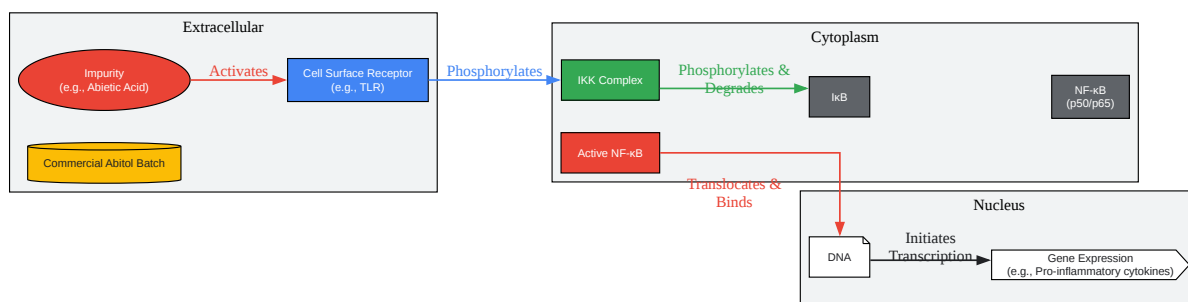 Extracellular
Impurity
(e.g., Abietic Acid)
Activates
Cell Surface Receptor
(e.g., TLR)
Commercial Abitol Batch
Phosphorylates
Cytoplasm
IKK Complex
Phosphorylates &
Degrades
IκB
NF-κB
(p50/p65)
Active NF-κB
Translocates &
Binds
Nucleus
DNA
Initiates
Transcription
Gene Expression
(e.g., Pro-inflammatory cytokines)